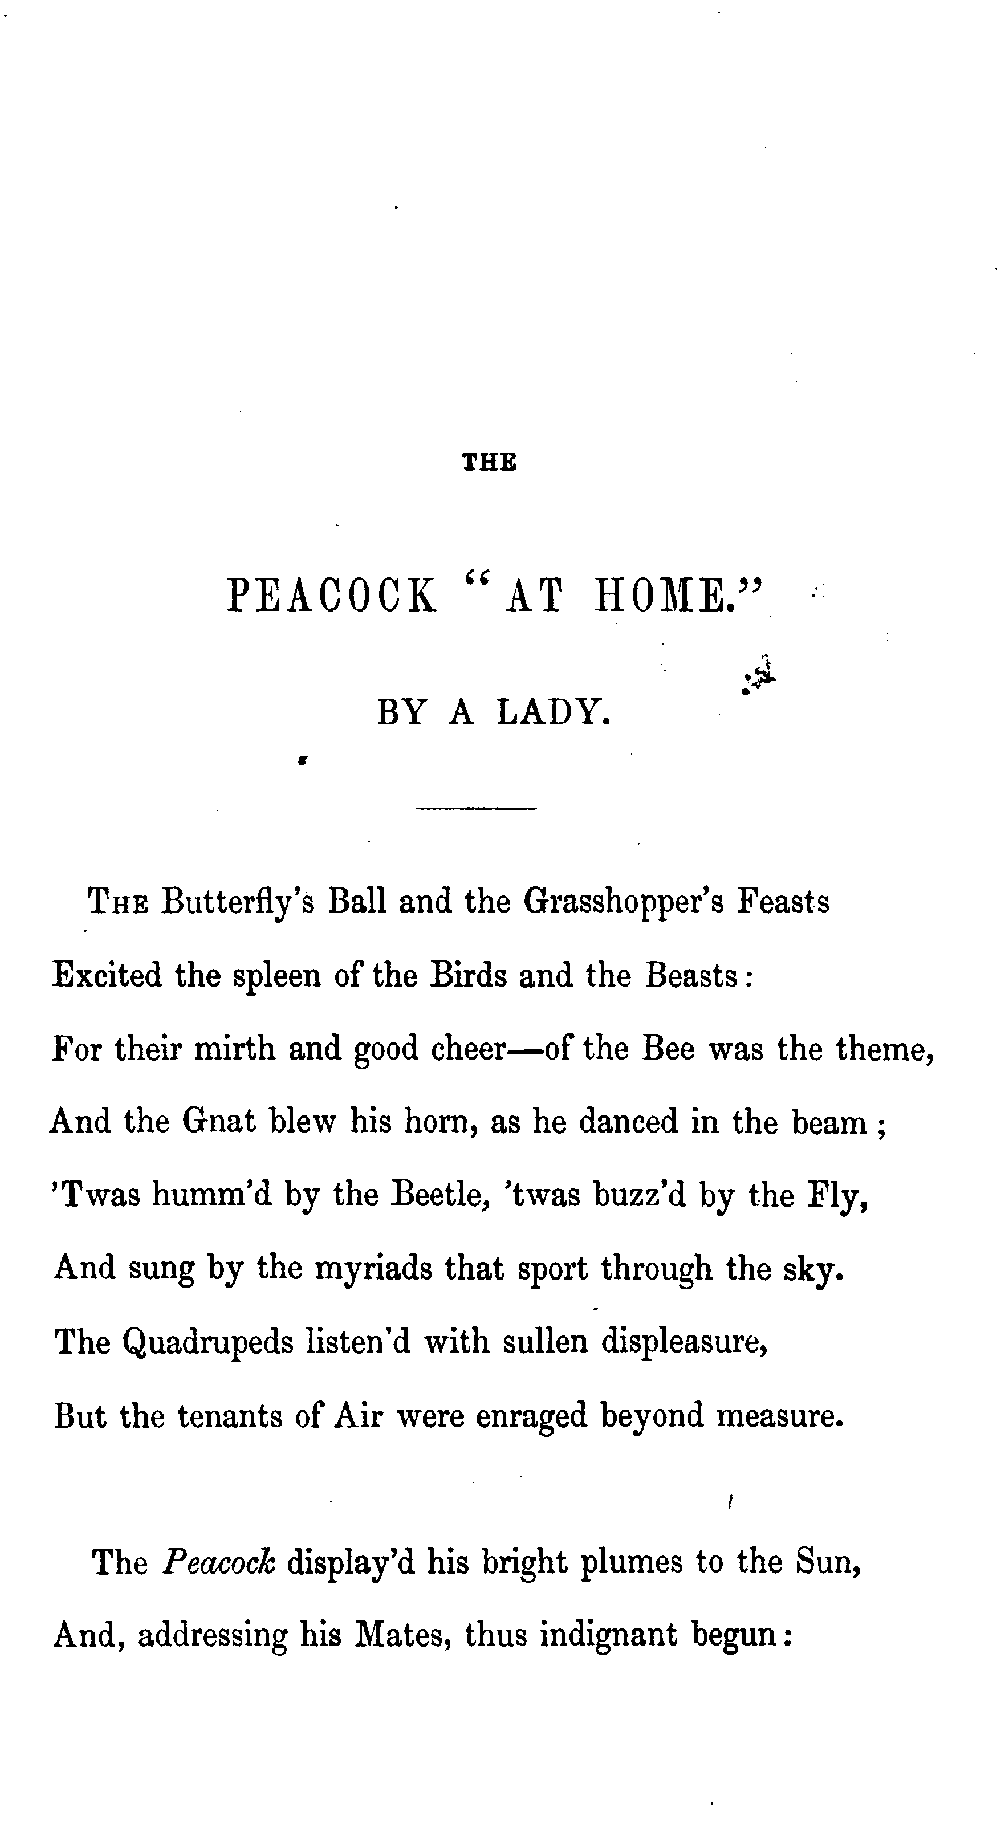 THE
PEACOCK “AT HOME.”
BY A LADY.
THE Butterfly’s Ball and the Grasshopper’s Feasts
Excited the spleen of the Birds and the Beasts:
For their mirth and good cheer—of the Bee was the theme,
And the Gnat blew his horn, as he danced in the beam;
’Twas humm’d by the Beetle, ’twas buzz’d by the Fly,
And sung by the myriads that sport through the sky.
The Quadrupeds listen’d with sullen displeasure,
But the tenants of Air were enraged beyond measure.
The Peacock display’d his bright plumes to the Sun,
And, addressing his Mates, thus indignant begun: